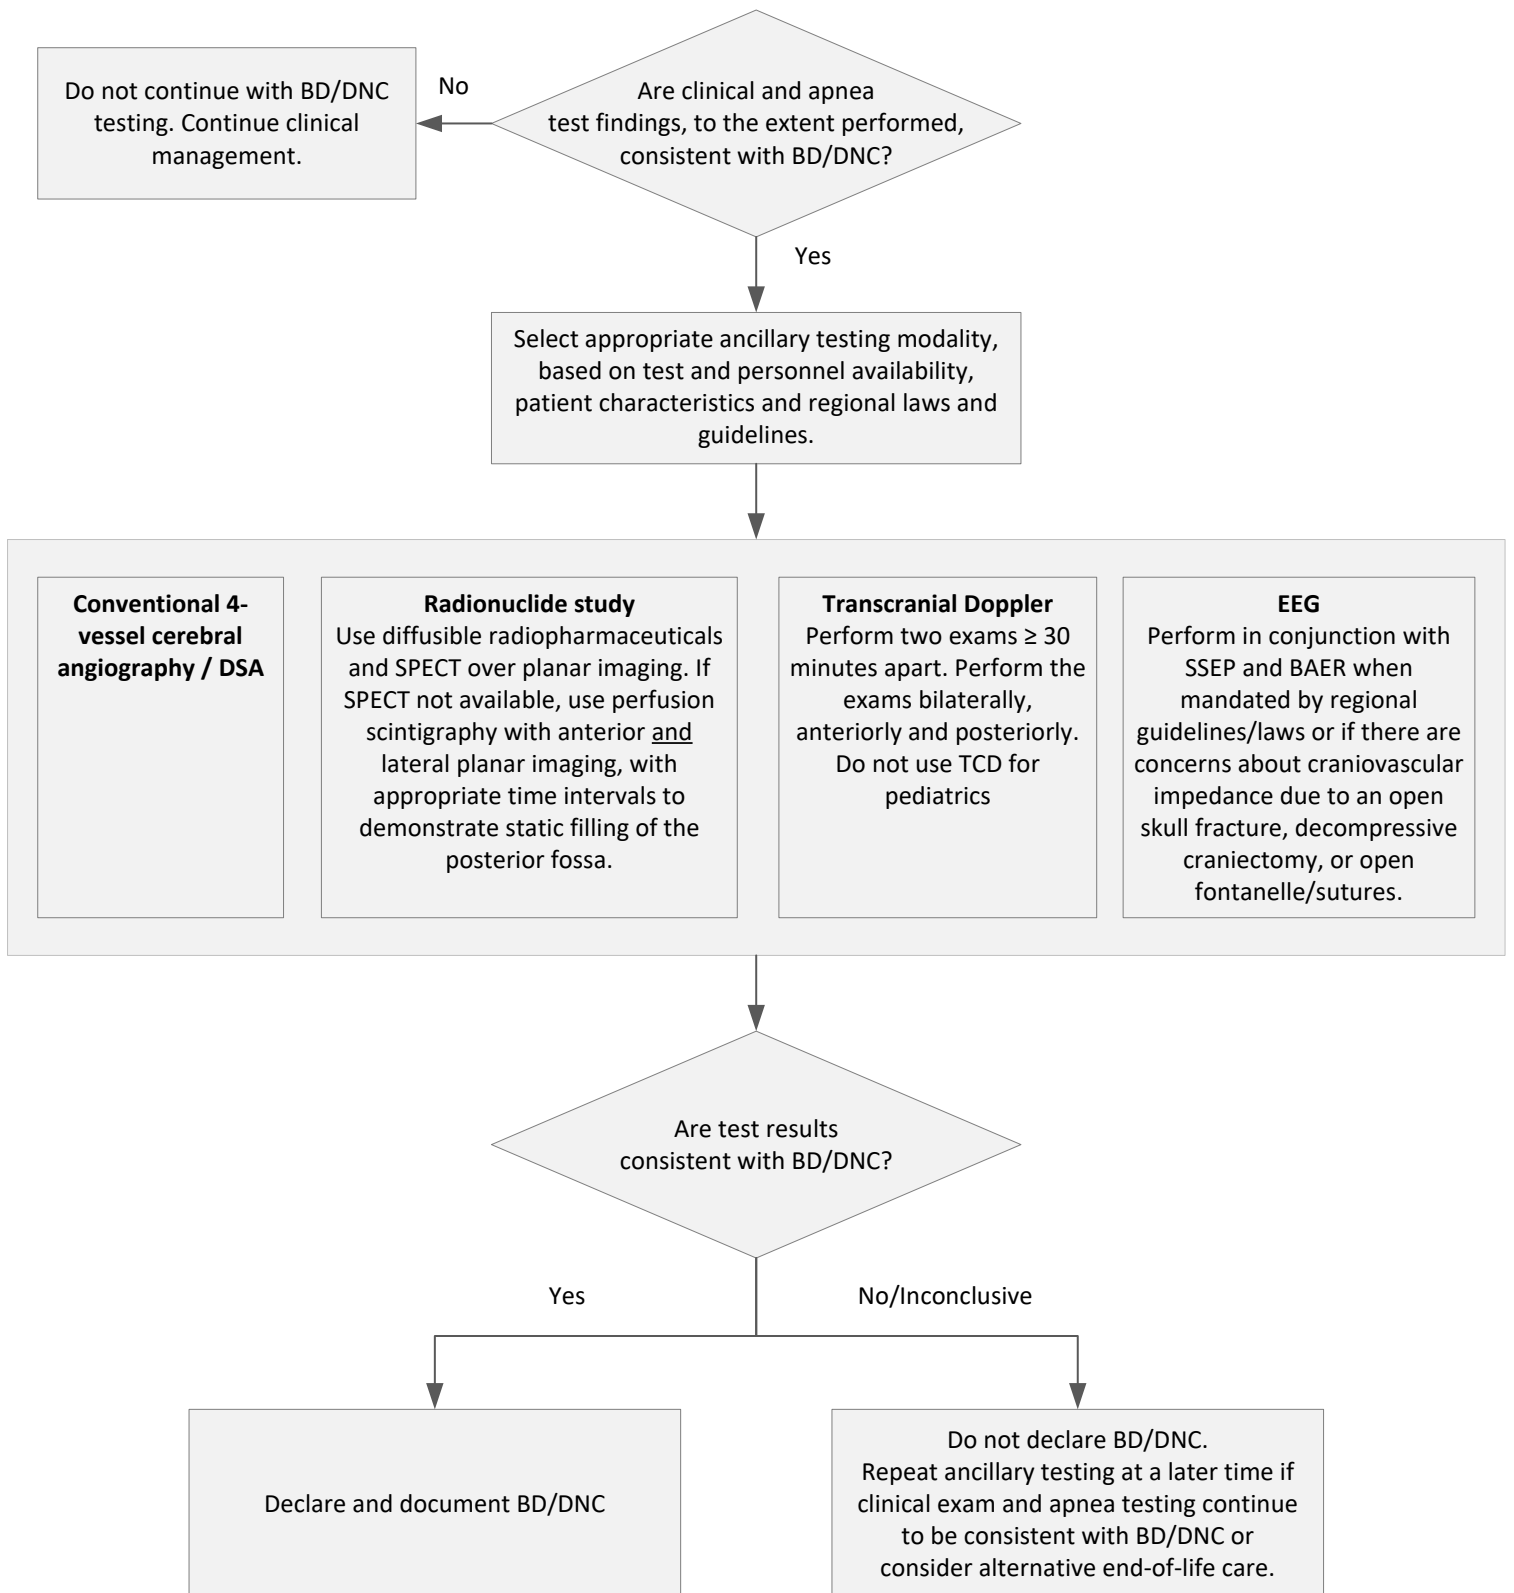 Are clinical and apnea
test findings, to the extent performed,
consistent with BD/DNC?
No
Do not continue with BD/DNC
testing. Continue clinical
management.
Yes
Select appropriate ancillary testing modality,
based on test and personnel availability,
patient characteristics and regional laws and
guidelines.
Conventional 4-
vessel cerebral
angiography / DSA
Radionuclide study
Use diffusible radiopharmaceuticals
and SPECT over planar imaging. If
SPECT not available, use perfusion
scintigraphy with anterior and
lateral planar imaging, with
appropriate time intervals to
demonstrate static filling of the
posterior fossa.
Transcranial Doppler
Perform two exams ≥ 30
minutes apart. Perform the
exams bilaterally,
anteriorly and posteriorly.
Do not use TCD for
pediatrics
EEG
Perform in conjunction with
SSEP and BAER when
mandated by regional
guidelines/laws or if there are
concerns about craniovascular
impedance due to an open
skull fracture, decompressive
craniectomy, or open
fontanelle/sutures.
Are test results
consistent with BD/DNC?
Yes
No/Inconclusive
Declare and document BD/DNC
Do not declare BD/DNC.
Repeat ancillary testing at a later time if
clinical exam and apnea testing continue
to be consistent with BD/DNC or
consider alternative end-of-life care.